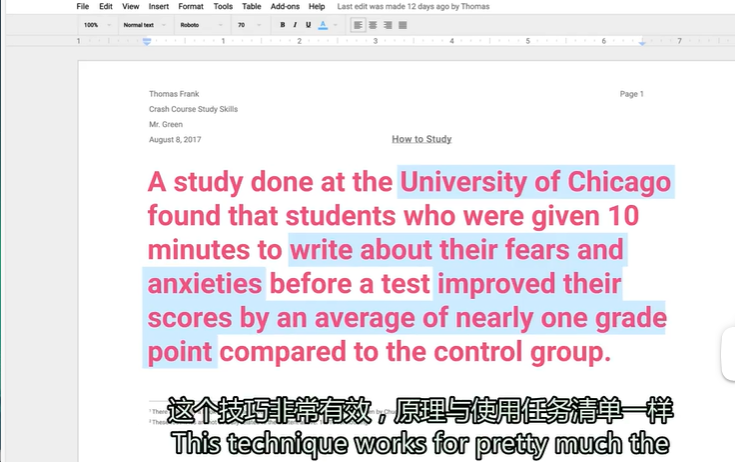 File Edit View Insert Format Tools Table Add-ons Help Last edit was made 12 days ago by Thomas
100% Normal text Roboto 70 B I U A
1 1 2 3 4 5 6 7
Thomas Frank Page 1
Crash Course Study Skills
Mr. Green
August 8, 2017 How to Study
A study done at the University of Chicago
found that students who were given 10
minutes to write about their fears and
anxieties before a test improved their
scores by an average of nearly one grade
point compared to the control group.
这个技巧非常有效，原理与使用任务清单一样
This technique works for pretty much the